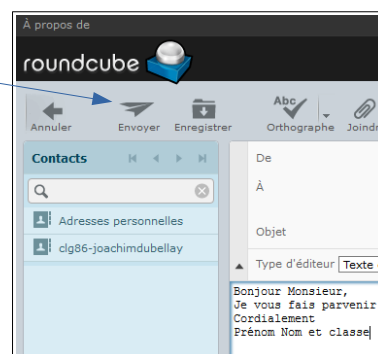 À propos de
roundcube
Annuler Envoyer Enregistrer Orthographe
Abc
Contacts
Adresses personnelles
clg86-joachimdubellay
De
À
Objet
Type d'éditeur Texte
Bonjour Monsieur,
Je vous fais parvenir
Cordialement
Prénom Nom et classe